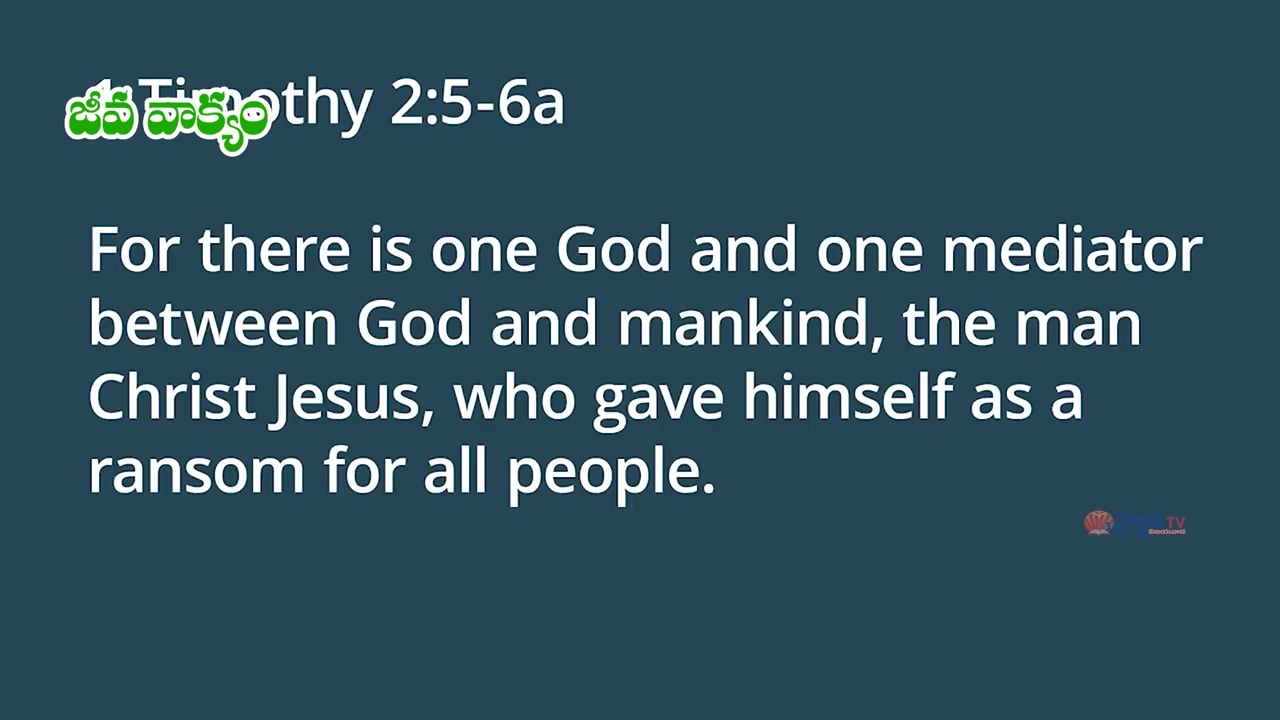 1 Timothy 2:5-6a
జీవ వాక్యం
For there is one God and one mediator
between God and mankind, the man
Christ Jesus, who gave himself as a
ransom for all people.
TV